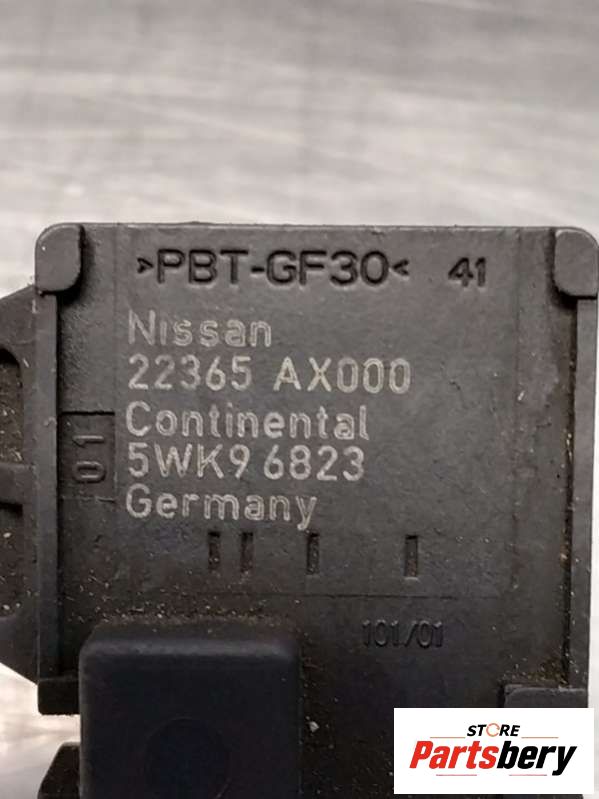 >PBT-GF30< 41
Nissan
22365 AX000
Continental
5WK9 6823
Germany
01
101/01
STORE
Partsbery